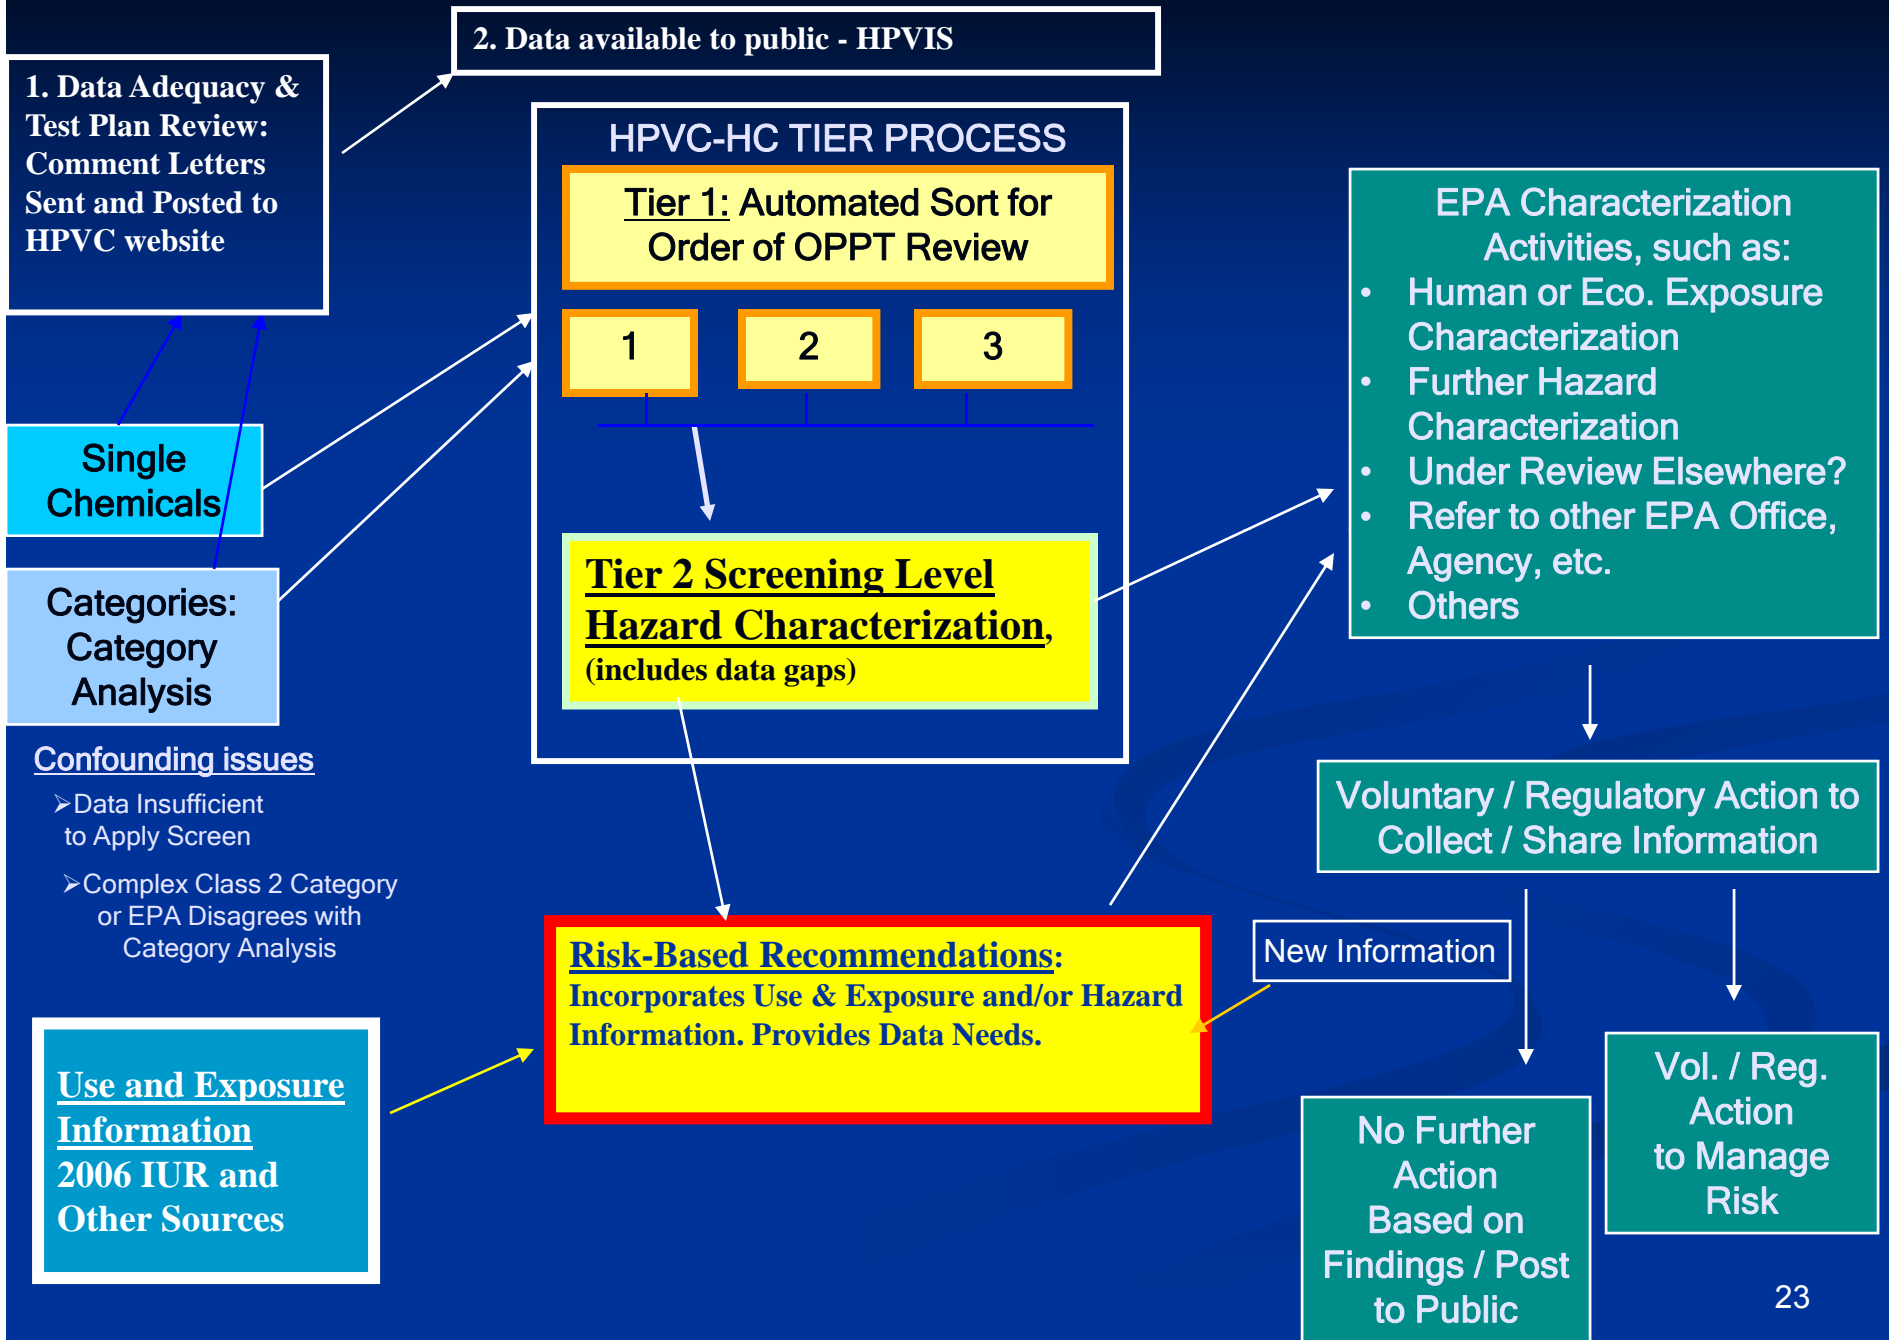 2. Data available to public - HPVIS
1. Data Adequacy &
Test Plan Review:
Comment Letters
Sent and Posted to
HPVC website
HPVC-HC TIER PROCESS
Tier 1: Automated Sort for
Order of OPPT Review
1
2
3
Single
Chemicals
Categories:
Category
Analysis
Confounding issues
➢Data Insufficient
to Apply Screen
➢Complex Class 2 Category
or EPA Disagrees with
Category Analysis
Tier 2 Screening Level
Hazard Characterization,
(includes data gaps)
EPA Characterization
Activities, such as:
• Human or Eco. Exposure
Characterization
• Further Hazard
Characterization
• Under Review Elsewhere?
• Refer to other EPA Office,
Agency, etc.
• Others
Voluntary / Regulatory Action to
Collect / Share Information
New Information
Risk-Based Recommendations:
Incorporates Use & Exposure and/or Hazard
Information. Provides Data Needs.
Use and Exposure
Information
2006 IUR and
Other Sources
No Further
Action
Based on
Findings / Post
to Public
Vol. / Reg.
Action
to Manage
Risk
23